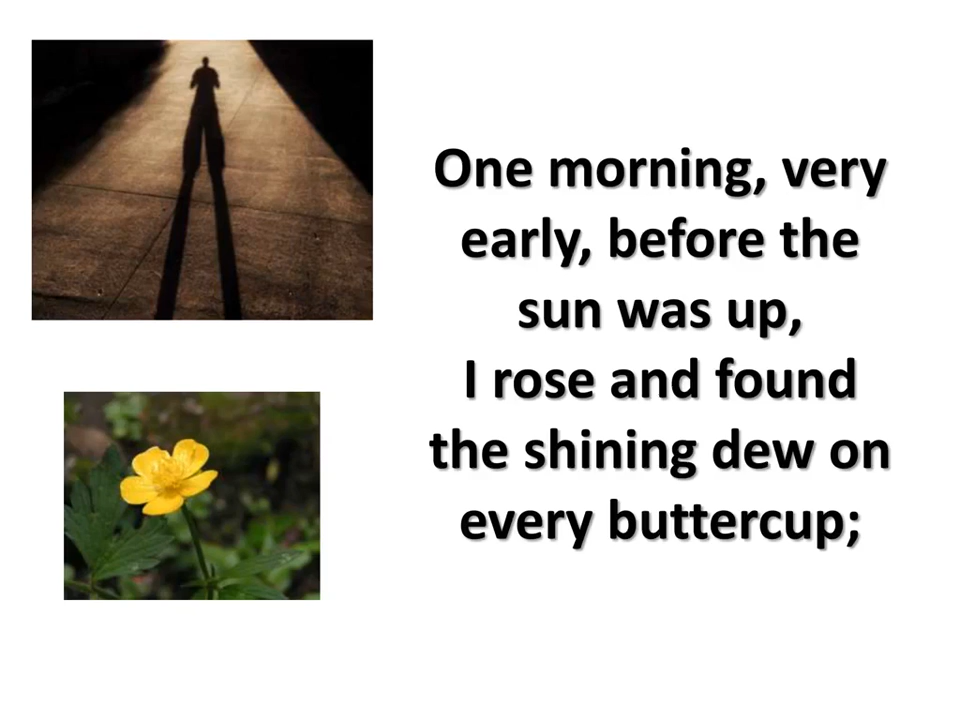 One morning, very
early, before the
sun was up,
I rose and found
the shining dew on
every buttercup;